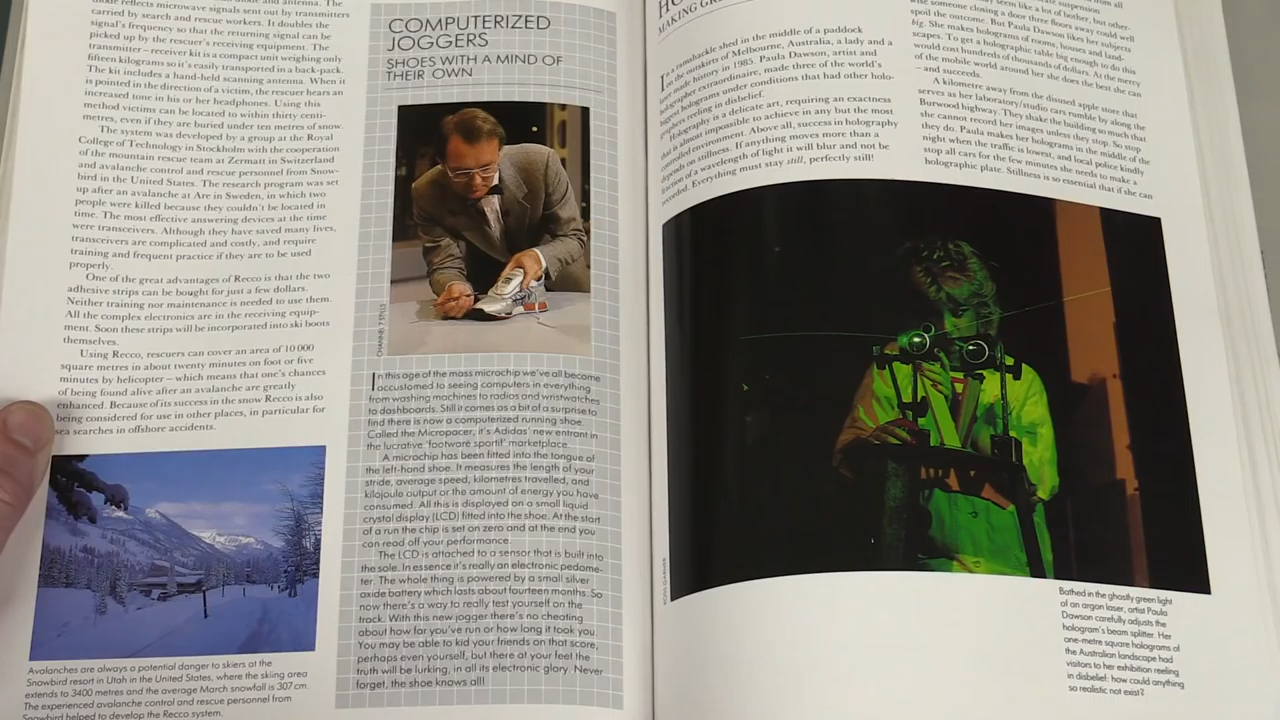 diode reflects microwave signals sent out by transmitters
carried by search and rescue workers. It doubles the
signal's frequency so that the returning signal can be
picked up by the rescuer's receiving equipment. The
transmitter – receiver kit is a compact unit weighing only
fifteen kilograms so it's easily transported in a back-pack.
The kit includes a hand-held scanning antenna. When it
is pointed in the direction of a victim, the rescuer hears an
increased tone in his or her headphones. Using this
method victims can be located to within thirty centi-
metres, even if they are buried under ten metres of snow.
The system was developed by a group at the Royal
College of Technology in Stockholm with the cooperation
of the mountain rescue team at Zermatt in Switzerland
and avalanche control and rescue personnel from Snow-
bird in the United States. The research program was set
up after an avalanche at Are in Sweden, in which two
people were killed because they couldn't be located in
time. The most effective answering devices at the time
were transceivers. Although they have saved many lives,
transceivers are complicated and costly, and require
training and frequent practice if they are to be used
properly.
One of the great advantages of Recco is that the two
adhesive strips can be bought for just a few dollars.
Neither training nor maintenance is needed to use them.
All the complex electronics are in the receiving equip-
ment. Soon these strips will be incorporated into ski boots
themselves.
Using Recco, rescuers can cover an area of 10 000
square metres in about twenty minutes on foot or five
minutes by helicopter – which means that one's chances
of being found alive after an avalanche are greatly
enhanced. Because of its success in the snow Recco is also
being considered for use in other places, in particular for
sea searches in offshore accidents.
Avalanches are always a potential danger to skiers at the
Snowbird resort in Utah in the United States, where the skiing area
extends to 3400 metres and the average March snowfall is 307 cm.
The experienced avalanche control and rescue personnel from
Snowbird helped to develop the Recco system.
COMPUTERIZED
JOGGERS
SHOES WITH A MIND OF
THEIR OWN
CHANNEL 7 STILLS
In this age of the mass microchip we've all become
accustomed to seeing computers in everything
from washing machines to radios and wristwatches
to dashboards. Still it comes as a bit of a surprise to
find there is now a computerized running shoe.
Called the Micropacer, it's Adidas' new entrant in
the lucrative 'footware sportif' marketplace.
A microchip has been fitted into the tongue of
the left-hand shoe. It measures the length of your
stride, average speed, kilometres travelled, and
kilojoule output or the amount of energy you have
consumed. All this is displayed on a small liquid
crystal display (LCD) fitted into the shoe. At the start
of a run the chip is set on zero and at the end you
can read off your performance.
The LCD is attached to a sensor that is built into
the sole. In essence it's really an electronic pedome-
ter. The whole thing is powered by a small silver
oxide battery which lasts about fourteen months. So
now there's a way to really test yourself on the
track. With this new jogger there's no cheating
about how far you've run or how long it took you.
You may be able to kid your friends on that score,
perhaps even yourself, but there at your feet the
truth will be lurking, in all its electronic glory. Never
forget, the shoe knows all!
MAKING
In a ramshackle shed in the middle of a paddock
on the outskirts of Melbourne, Australia, a lady and a
laser made history in 1985. Paula Dawson, artist and
holographer extraordinaire, made three of the world's
biggest holograms under conditions that had other holo-
graphers reeling in disbelief.
Holography is a delicate art, requiring an exactness
that is almost impossible to achieve in any but the most
controlled environment. Above all, success in holography
depends on stillness. If anything moves more than a
fraction of a wavelength of light it will blur and not be
recorded. Everything must stay still, perfectly still!
seem like a lot of bother, but other-
wise someone closing a door three floors away could well
spoil the outcome. But Paula Dawson likes her subjects
big. She makes holograms of rooms, houses and land-
scapes. To get a holographic table big enough to do this
would cost hundreds of thousands of dollars. At the mercy
of the mobile world around her she does the best she can
– and succeeds.
A kilometre away from the disused apple store that
serves as her laboratory/studio cars rumble by along the
Burwood highway. They shake the building so much that
she cannot record her images unless they stop. So stop
they do. Paula makes her holograms in the middle of the
night when the traffic is lowest, and local police kindly
stop all cars for the few minutes she needs to make a
holographic plate. Stillness is so essential that if she can
Bathed in the ghostly green light
of an argon laser, artist Paula
Dawson carefully adjusts the
hologram's beam splitter. Her
one-metre square holograms of
the Australian landscape had
visitors to her exhibition reeling
in disbelief: how could anything
so realistic not exist?